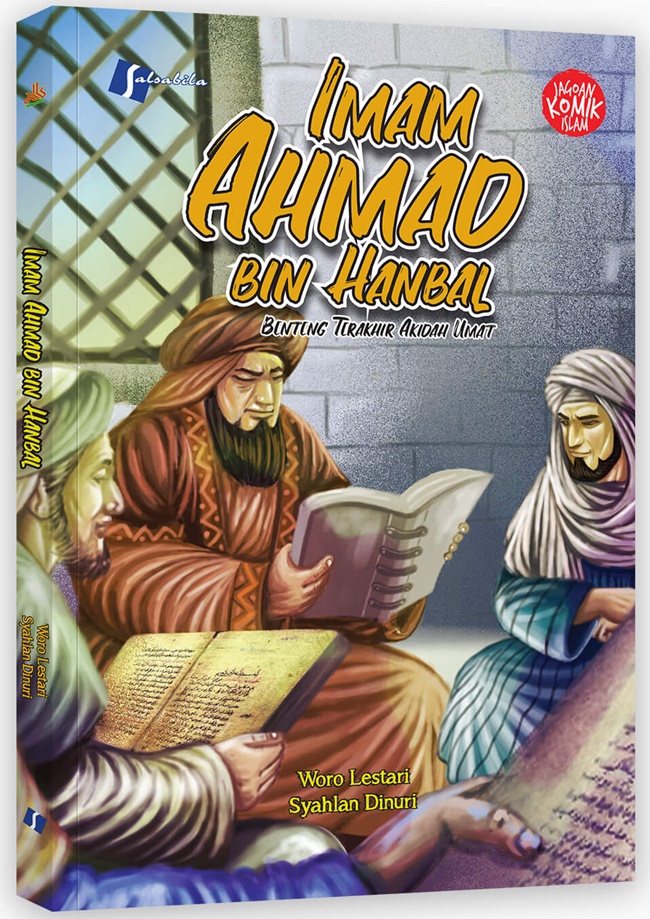 Salsabila
JAGOAN
KOMIK
ISLAM
IMAM
AHMAD
BIN HANBAL
BENTENG TERAKHIR AKIDAH UMAT
Woro Lestari
Syahlan Dinuri
IMAM AHMAD BIN HANBAL
Woro Lestari
Syahlan Dinuri
S